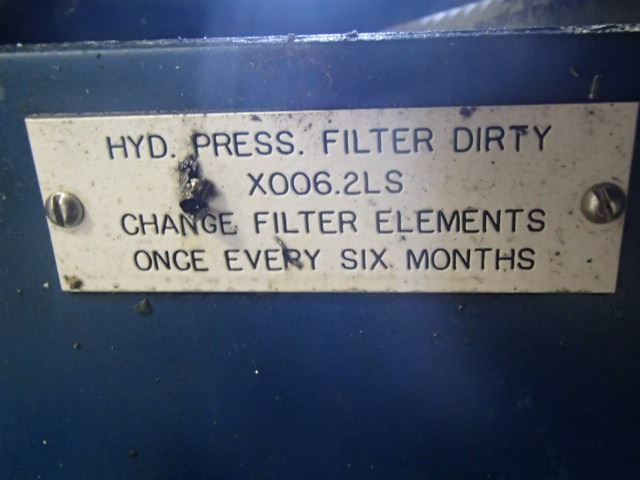 HYD. PRESS. FILTER DIRTY
X006.2LS
CHANGE FILTER ELEMENTS
ONCE EVERY SIX MONTHS